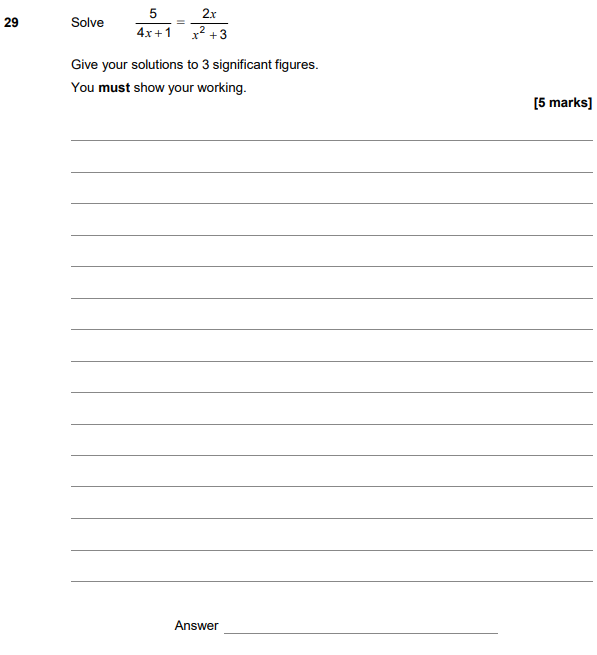 29 Solve 5/(4x + 1) = 2x/(x² + 3)
Give your solutions to 3 significant figures.
You must show your working.
[5 marks]
Answer